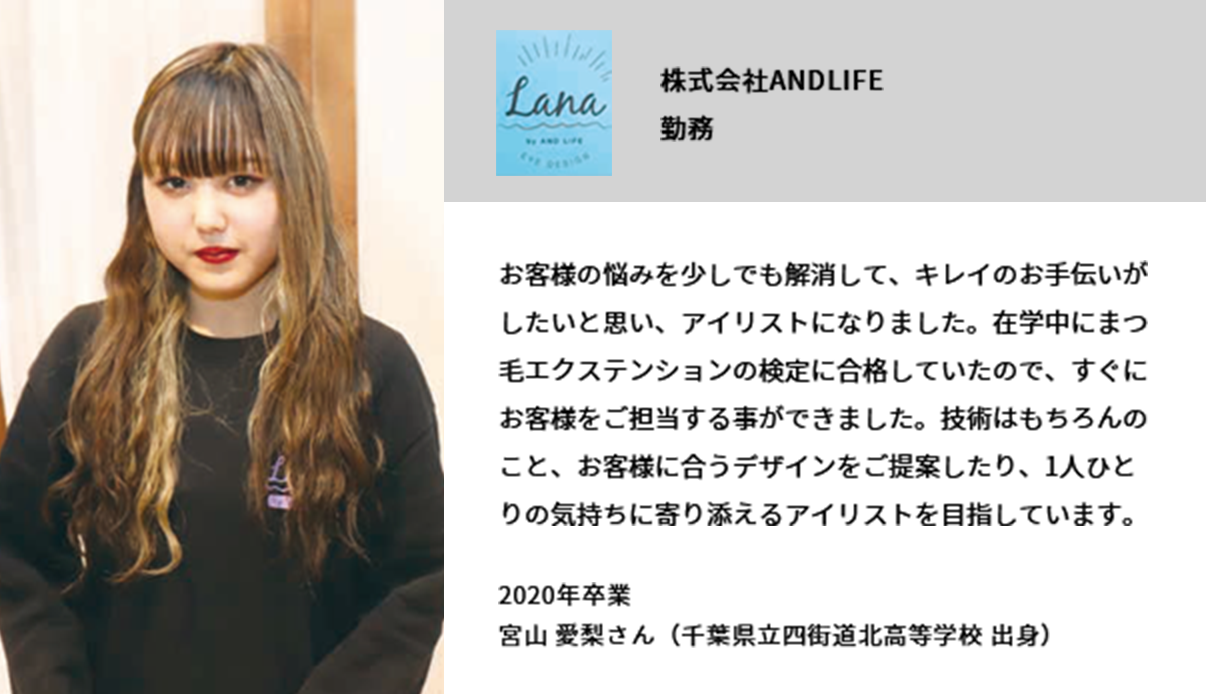 Lana
by AND LIFE
EYE DESIGN
株式会社ANDLIFE
勤務
お客様の悩みを少しでも解消して、キレイのお手伝いが
したいと思い、アイリストになりました。在学中にまつ
毛エクステンションの検定に合格していたので、すぐに
お客様をご担当する事ができました。技術はもちろんの
こと、お客様に合うデザインをご提案したり、1人ひと
りの気持ちに寄り添えるアイリストを目指しています。
2020年卒業
宮山 愛梨さん（千葉県立四街道北高等学校 出身）